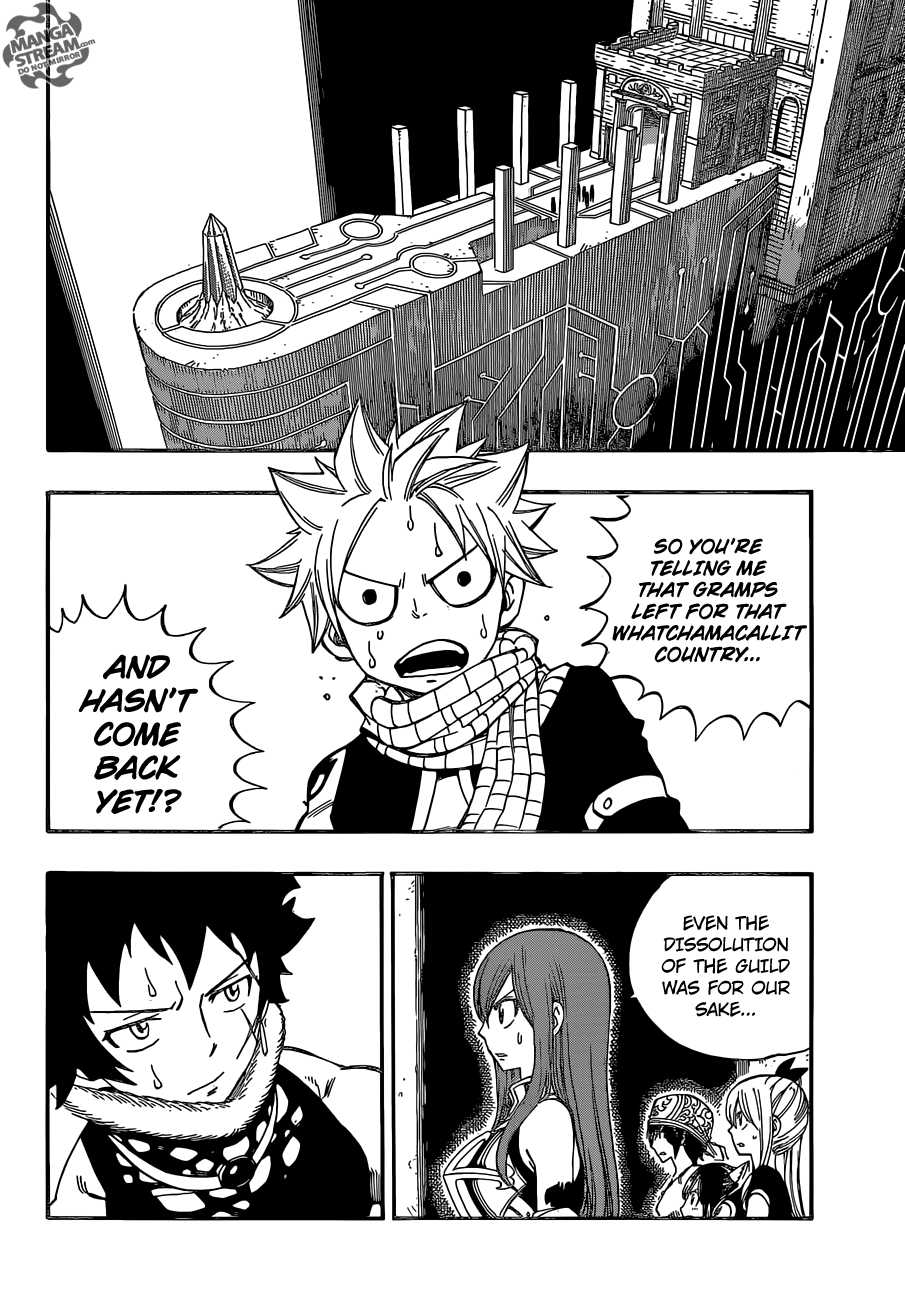 MANGA
STREAM.com
DO NOT MIRROR
SO YOU'RE
TELLING ME
THAT GRAMPS
LEFT FOR THAT
WHATCHAMACALLIT
COUNTRY...
AND
HASN'T
COME
BACK
YET!?
EVEN THE
DISSOLUTION
OF THE GUILD
WAS FOR OUR
SAKE...